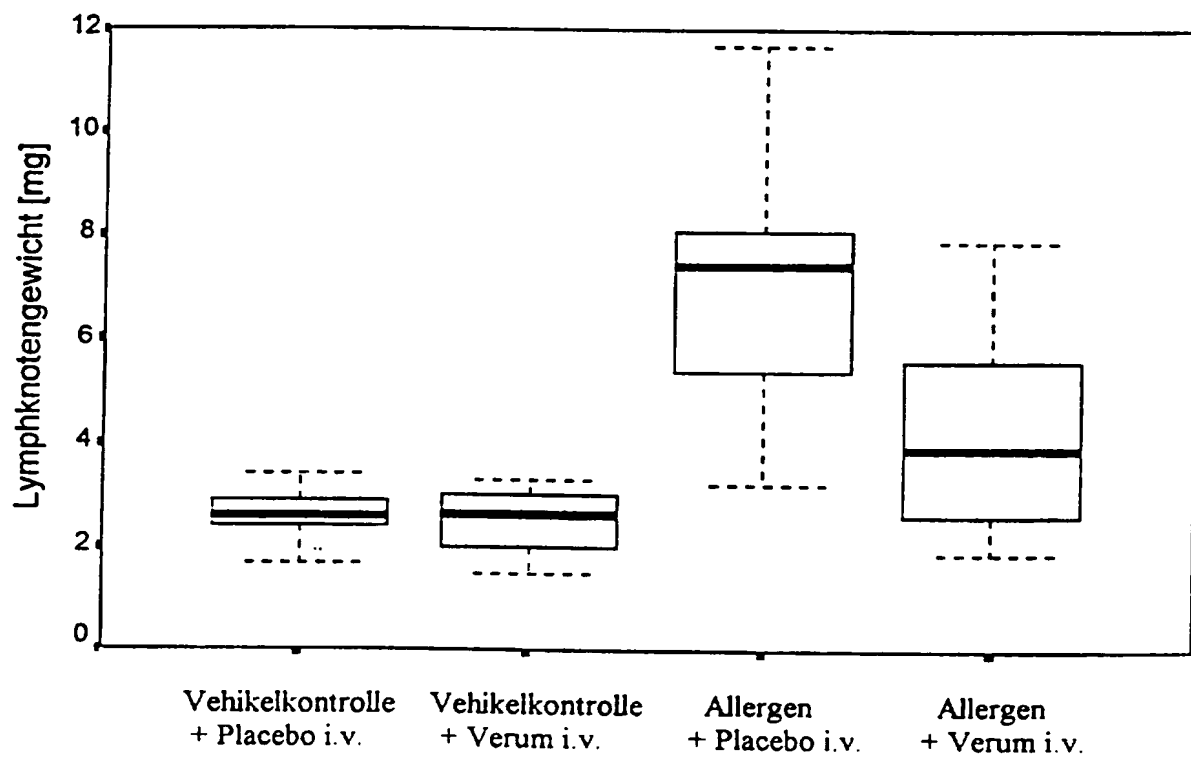 12
10
8
6
4
2
0
Lymphknotengewicht [mg]
Vehikelkontrolle
+ Placebo i.v.
Vehikelkontrolle
+ Verum i.v.
Allergen
+ Placebo i.v.
Allergen
+ Verum i.v.